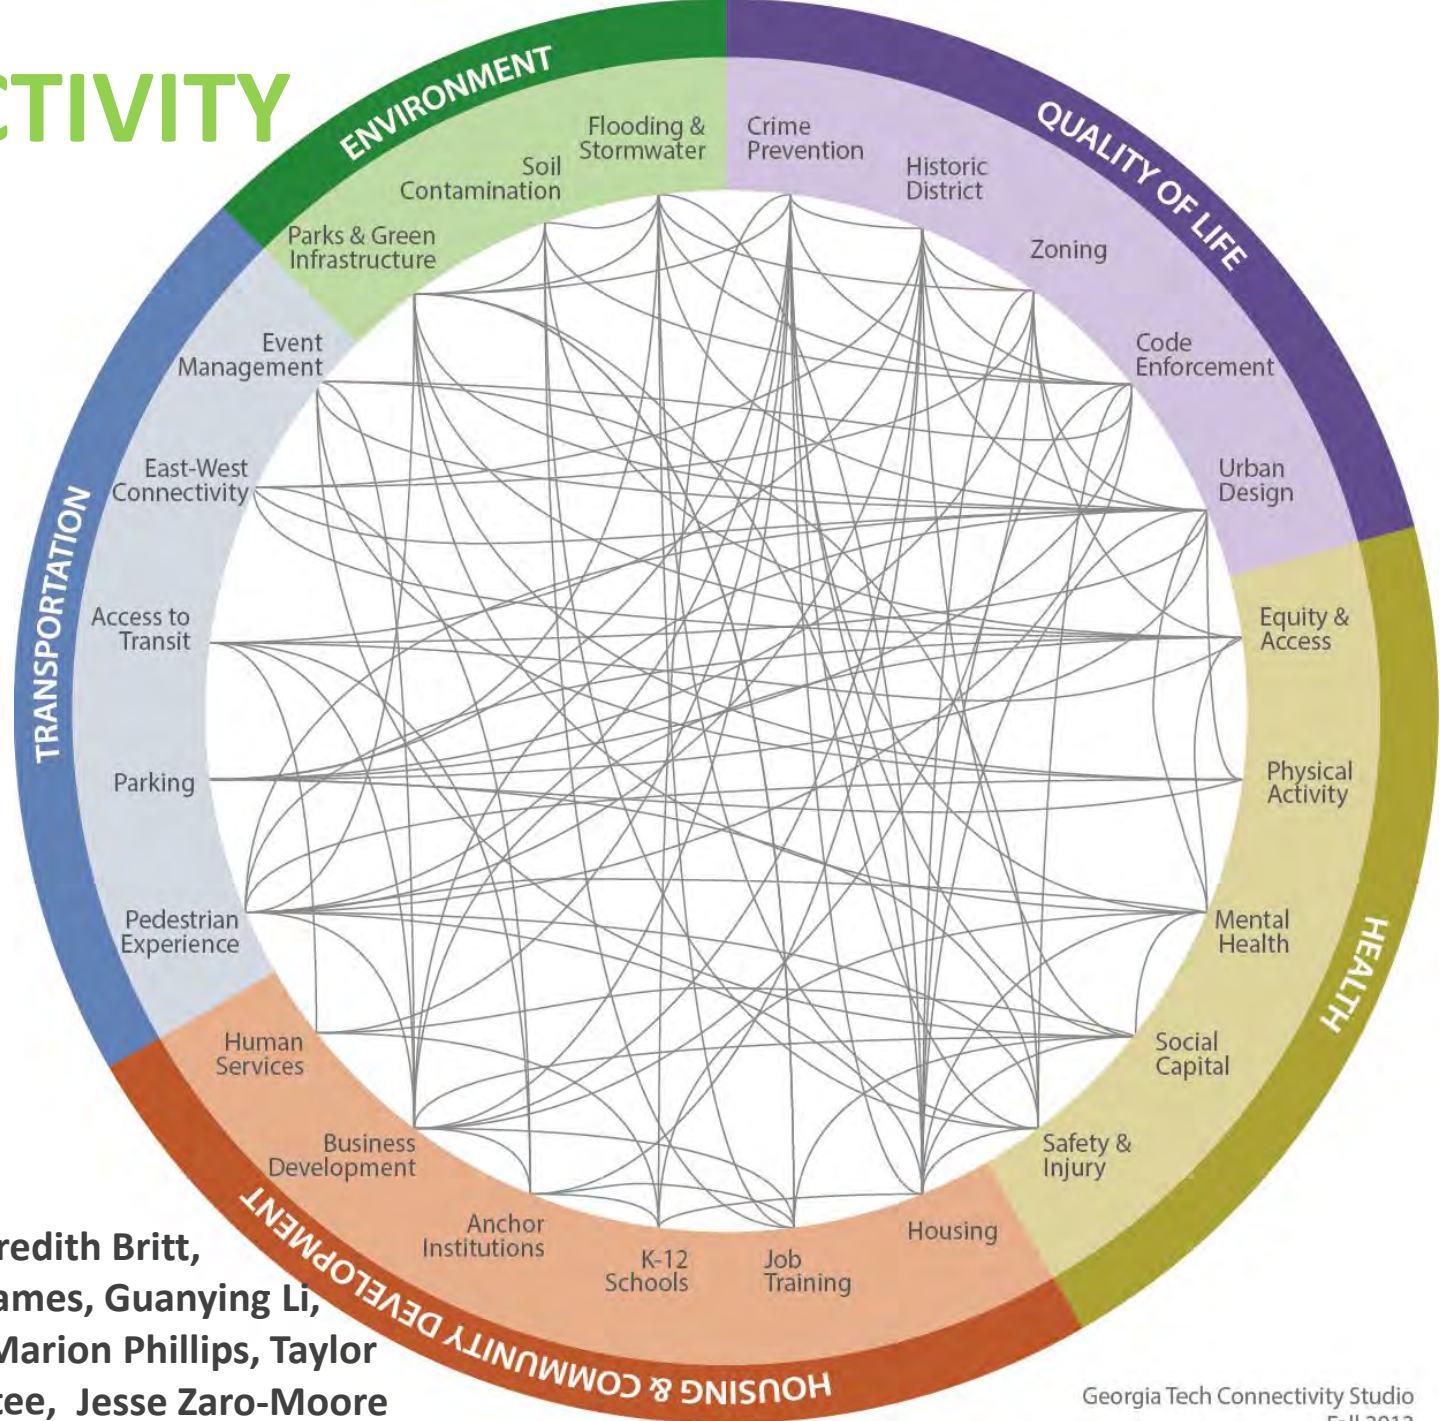 CTIVITY
ENVIRONMENT
QUALITY OF LIFE
HEALTH
HOUSING & COMMUNITY DEVELOPMENT
TRANSPORTATION
Flooding &
Stormwater
Soil
Contamination
Parks & Green
Infrastructure
Crime
Prevention
Historic
District
Zoning
Code
Enforcement
Urban
Design
Equity &
Access
Physical
Activity
Mental
Health
Social
Capital
Safety &
Injury
Housing
Job
Training
K-12
Schools
Anchor
Institutions
Business
Development
Human
Services
Pedestrian
Experience
Parking
Access to
Transit
East-West
Connectivity
Event
Management
redith Britt,
ames, Guanying Li,
Marion Phillips, Taylor
tee, Jesse Zaro-Moore
Georgia Tech Connectivity Studio